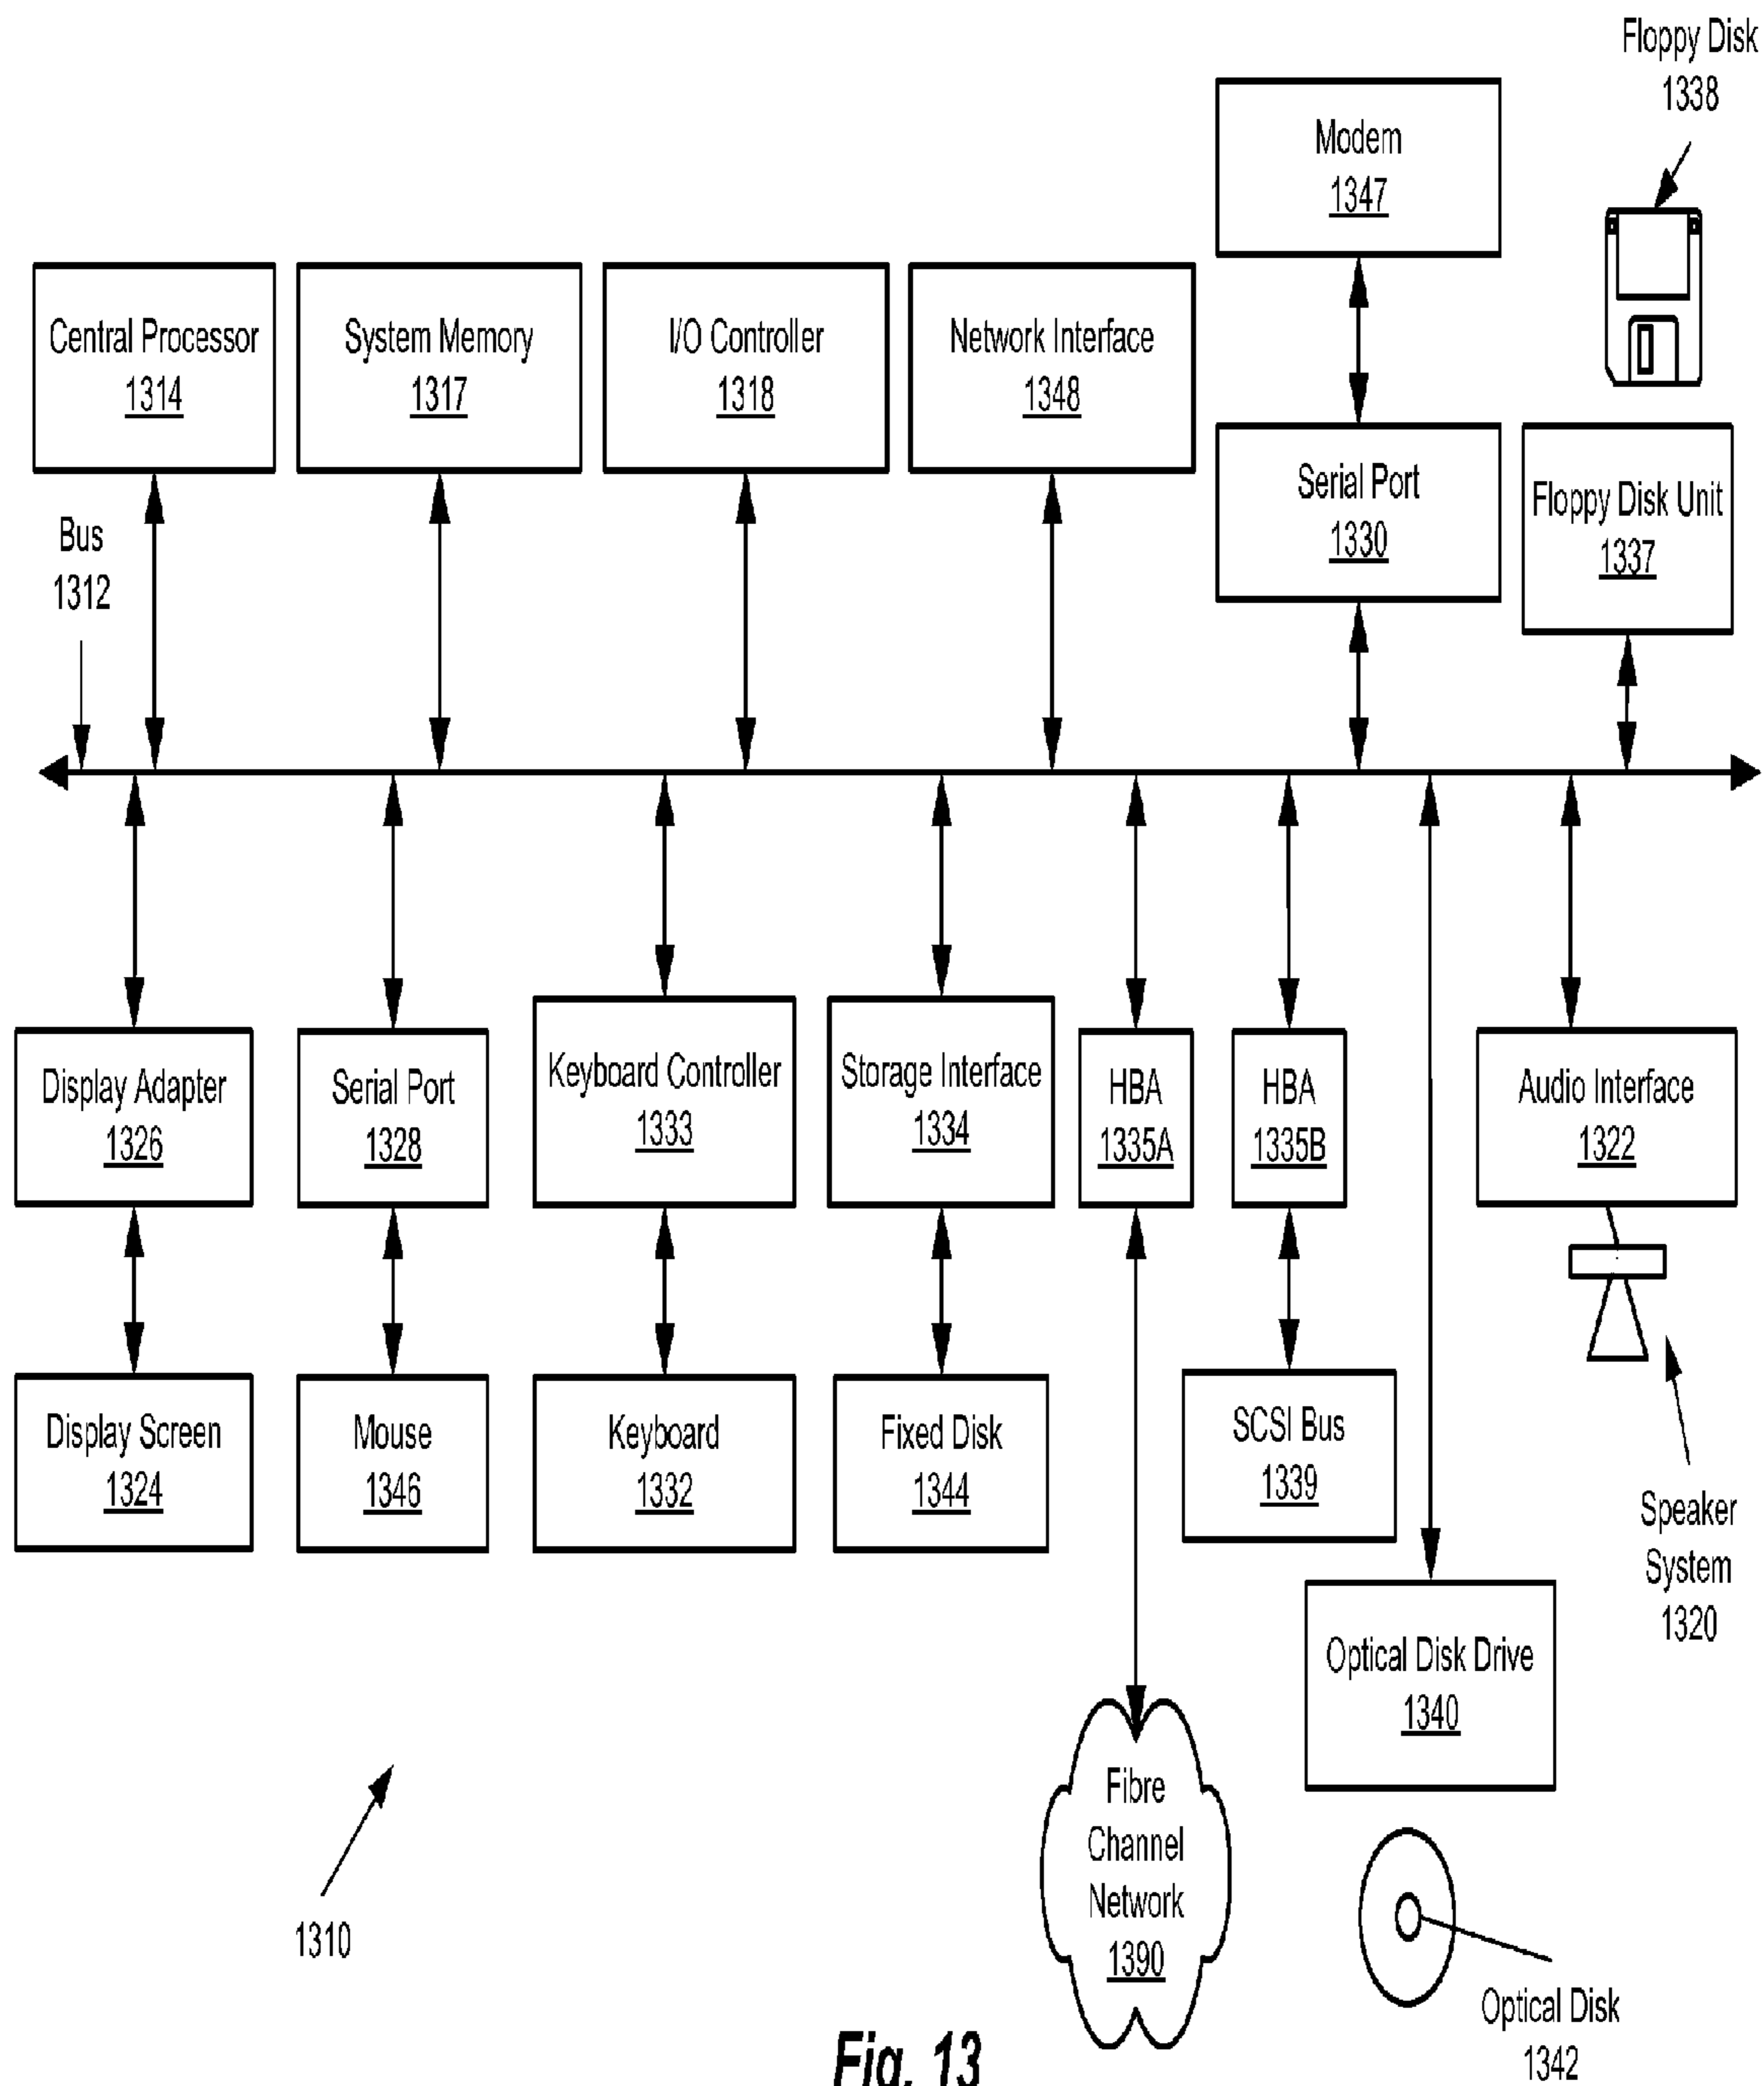 Floppy Disk
1338
Modem
1347
Central Processor
1314
System Memory
1317
I/O Controller
1318
Network Interface
1348
Serial Port
1330
Floppy Disk Unit
1337
Bus
1312
Display Adapter
1326
Serial Port
1328
Keyboard Controller
1333
Storage Interface
1334
HBA
1335A
HBA
1335B
Audio Interface
1322
Display Screen
1324
Mouse
1346
Keyboard
1332
Fixed Disk
1344
SCSI Bus
1339
Speaker
System
1320
Optical Disk Drive
1340
Fibre
Channel
Network
1390
1310
Optical Disk
1342
Fig. 13